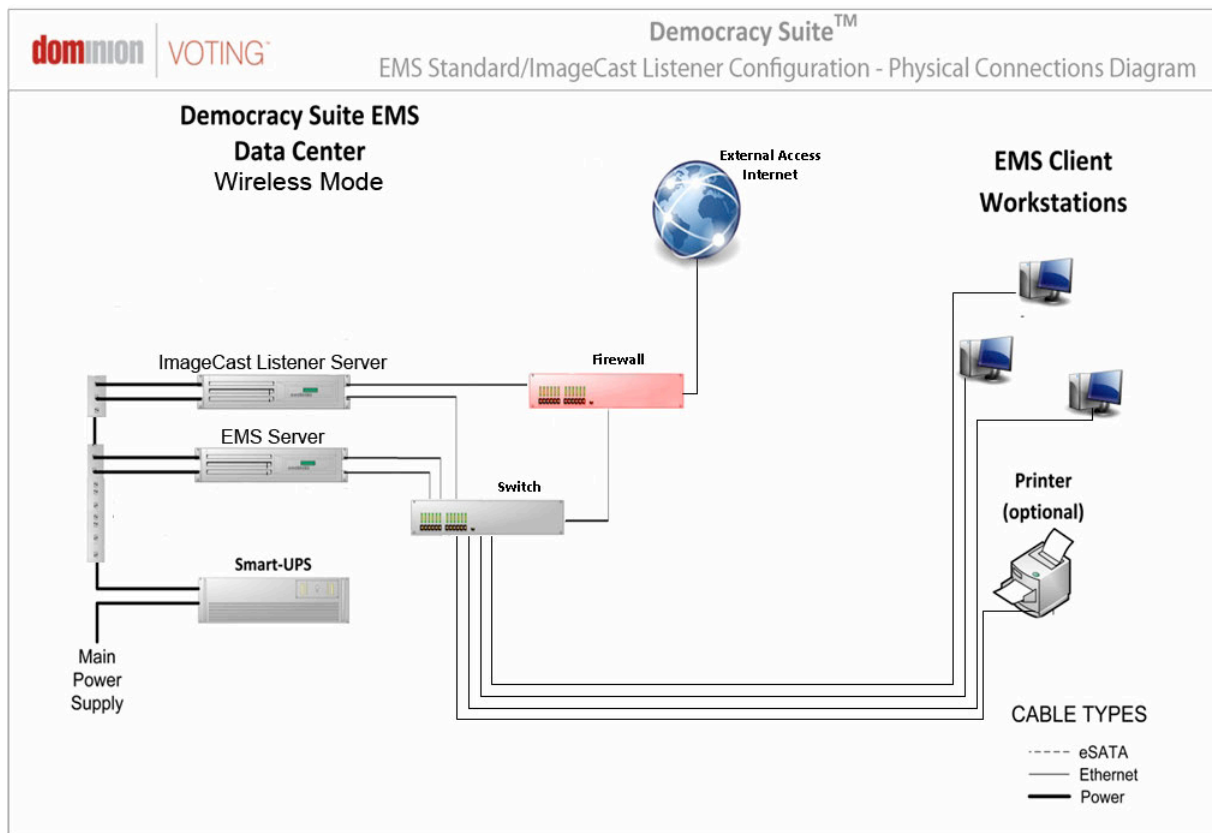 dominion VOTING™
Democracy Suite™
EMS Standard/ImageCast Listener Configuration - Physical Connections Diagram
Democracy Suite EMS
Data Center
Wireless Mode
External Access
Internet
EMS Client
Workstations
ImageCast Listener Server
Firewall
EMS Server
Switch
Smart-UPS
Printer
(optional)
Main
Power
Supply
CABLE TYPES
eSATA
Ethernet
Power